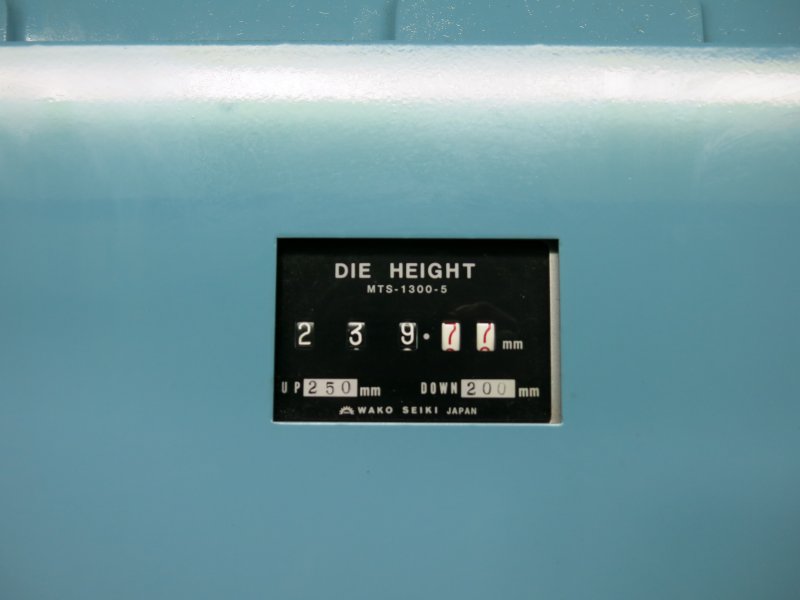 DIE HEIGHT
MTS-1300-5
2 3 9 . 7 7 mm
UP 250 mm DOWN 200 mm
WAKO SEIKI JAPAN